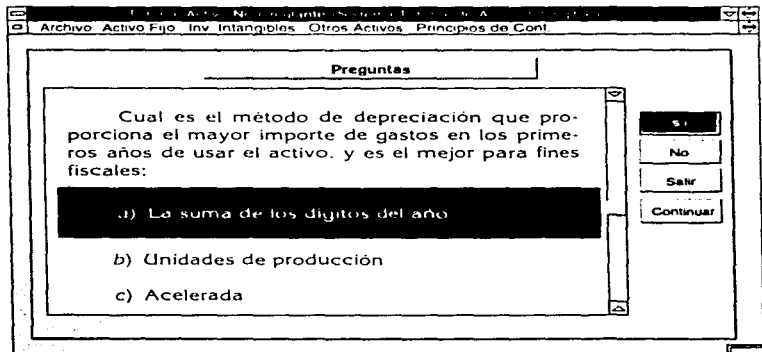 Archivo Activo Fijo Inv Intangibles Otros Activos Principios de Cont.
Preguntas
Cual es el método de depreciación que pro-
porciona el mayor importe de gastos en los prime-
ros años de usar el activo. y es el mejor para fines
fiscales:
a) La suma de los dígitos del año
b) Unidades de producción
c) Acelerada
Si
No
Salir
Continuar